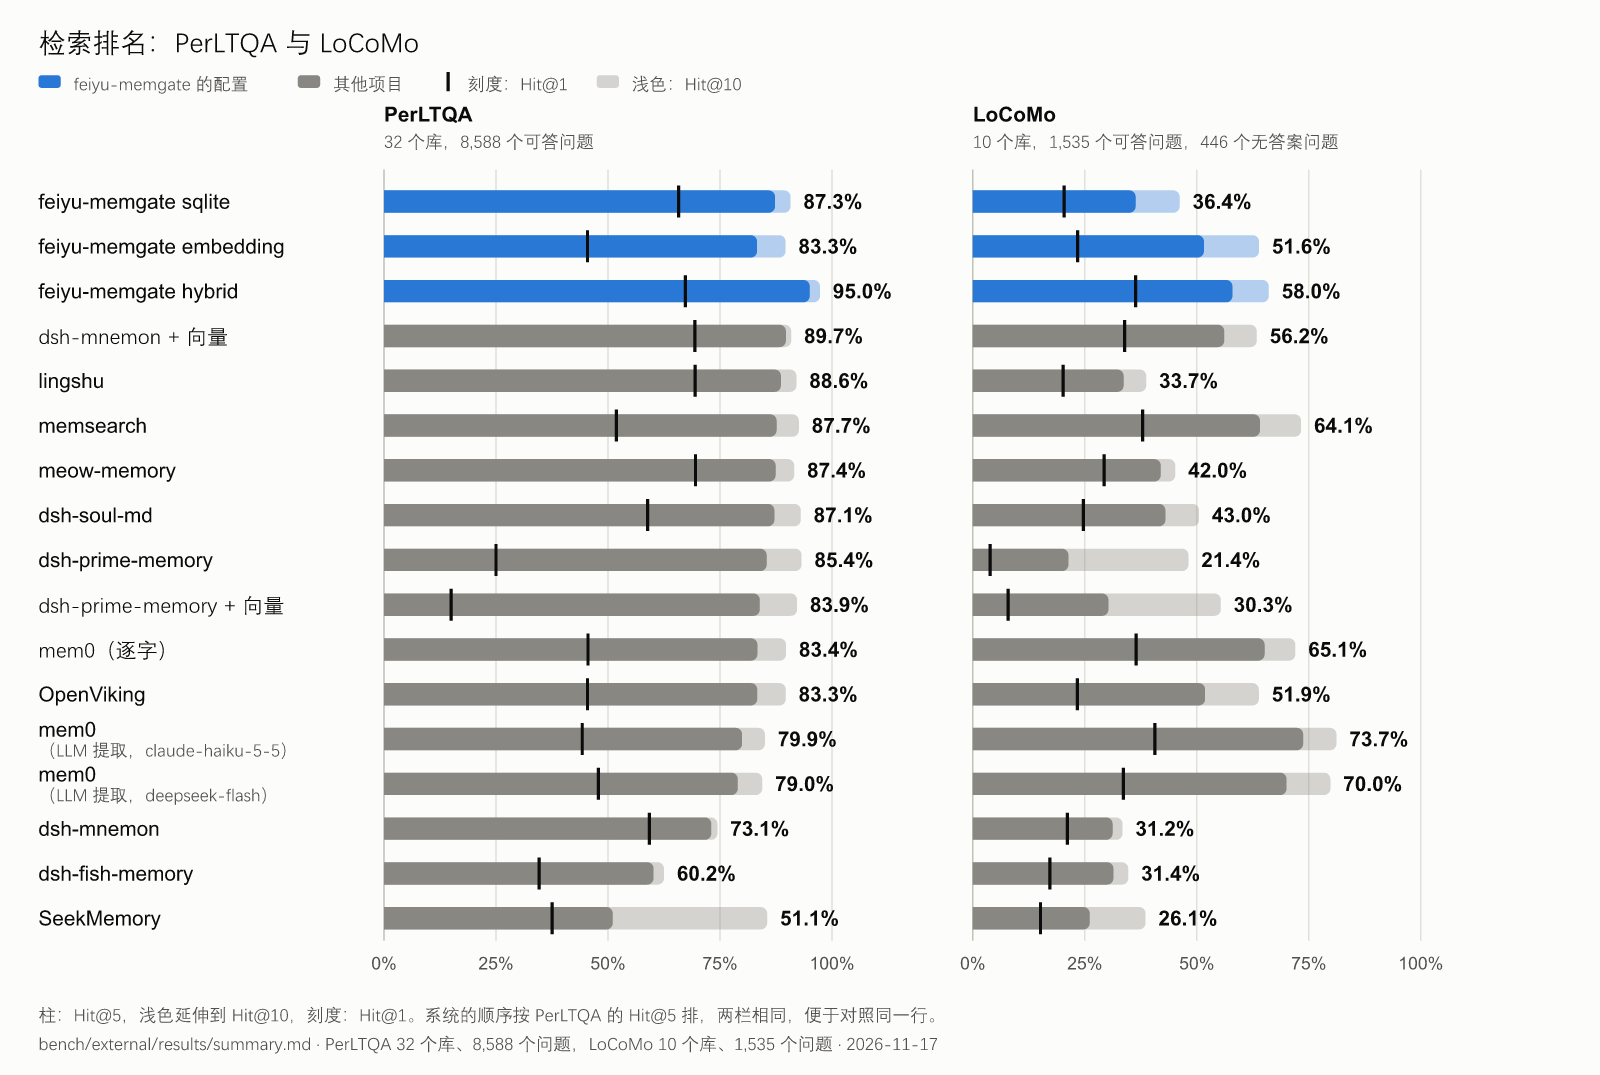 检索排名：PerLTQA 与 LoCoMo
feiyu-memgate 的配置 其他项目 刻度：Hit@1 浅色：Hit@10
PerLTQA
32 个库，8,588 个可答问题
LoCoMo
10 个库，1,535 个可答问题，446 个无答案问题
feiyu-memgate sqlite 87.3% 36.4%
feiyu-memgate embedding 83.3% 51.6%
feiyu-memgate hybrid 95.0% 58.0%
dsh-mnemon + 向量 89.7% 56.2%
lingshu 88.6% 33.7%
memsearch 87.7% 64.1%
meow-memory 87.4% 42.0%
dsh-soul-md 87.1% 43.0%
dsh-prime-memory 85.4% 21.4%
dsh-prime-memory + 向量 83.9% 30.3%
mem0（逐字） 83.4% 65.1%
OpenViking 83.3% 51.9%
mem0
（LLM 提取，claude-haiku-5-5） 79.9% 73.7%
mem0
（LLM 提取，deepseek-flash） 79.0% 70.0%
dsh-mnemon 73.1% 31.2%
dsh-fish-memory 60.2% 31.4%
SeekMemory 51.1% 26.1%
0% 25% 50% 75% 100% 0% 25% 50% 75% 100%
柱：Hit@5，浅色延伸到 Hit@10，刻度：Hit@1。系统的顺序按 PerLTQA 的 Hit@5 排，两栏相同，便于对照同一行。
bench/external/results/summary.md · PerLTQA 32 个库、8,588 个问题，LoCoMo 10 个库、1,535 个问题 · 2026-11-17